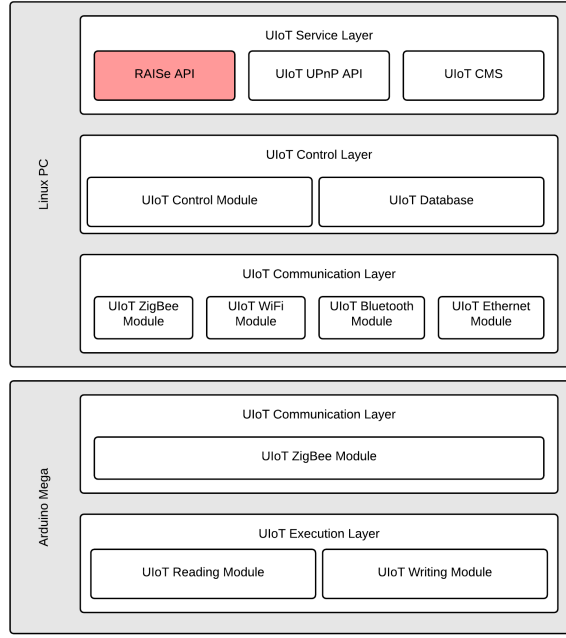 Linux PC
UIoT Service Layer
RAISe API
UIoT UPnP API
UIoT CMS
UIoT Control Layer
UIoT Control Module
UIoT Database
UIoT Communication Layer
UIoT ZigBee
Module
UIoT WiFi
Module
UIoT Bluetooth
Module
UIoT Ethernet
Module
Arduino Mega
UIoT Communication Layer
UIoT ZigBee Module
UIoT Execution Layer
UIoT Reading Module
UIoT Writing Module